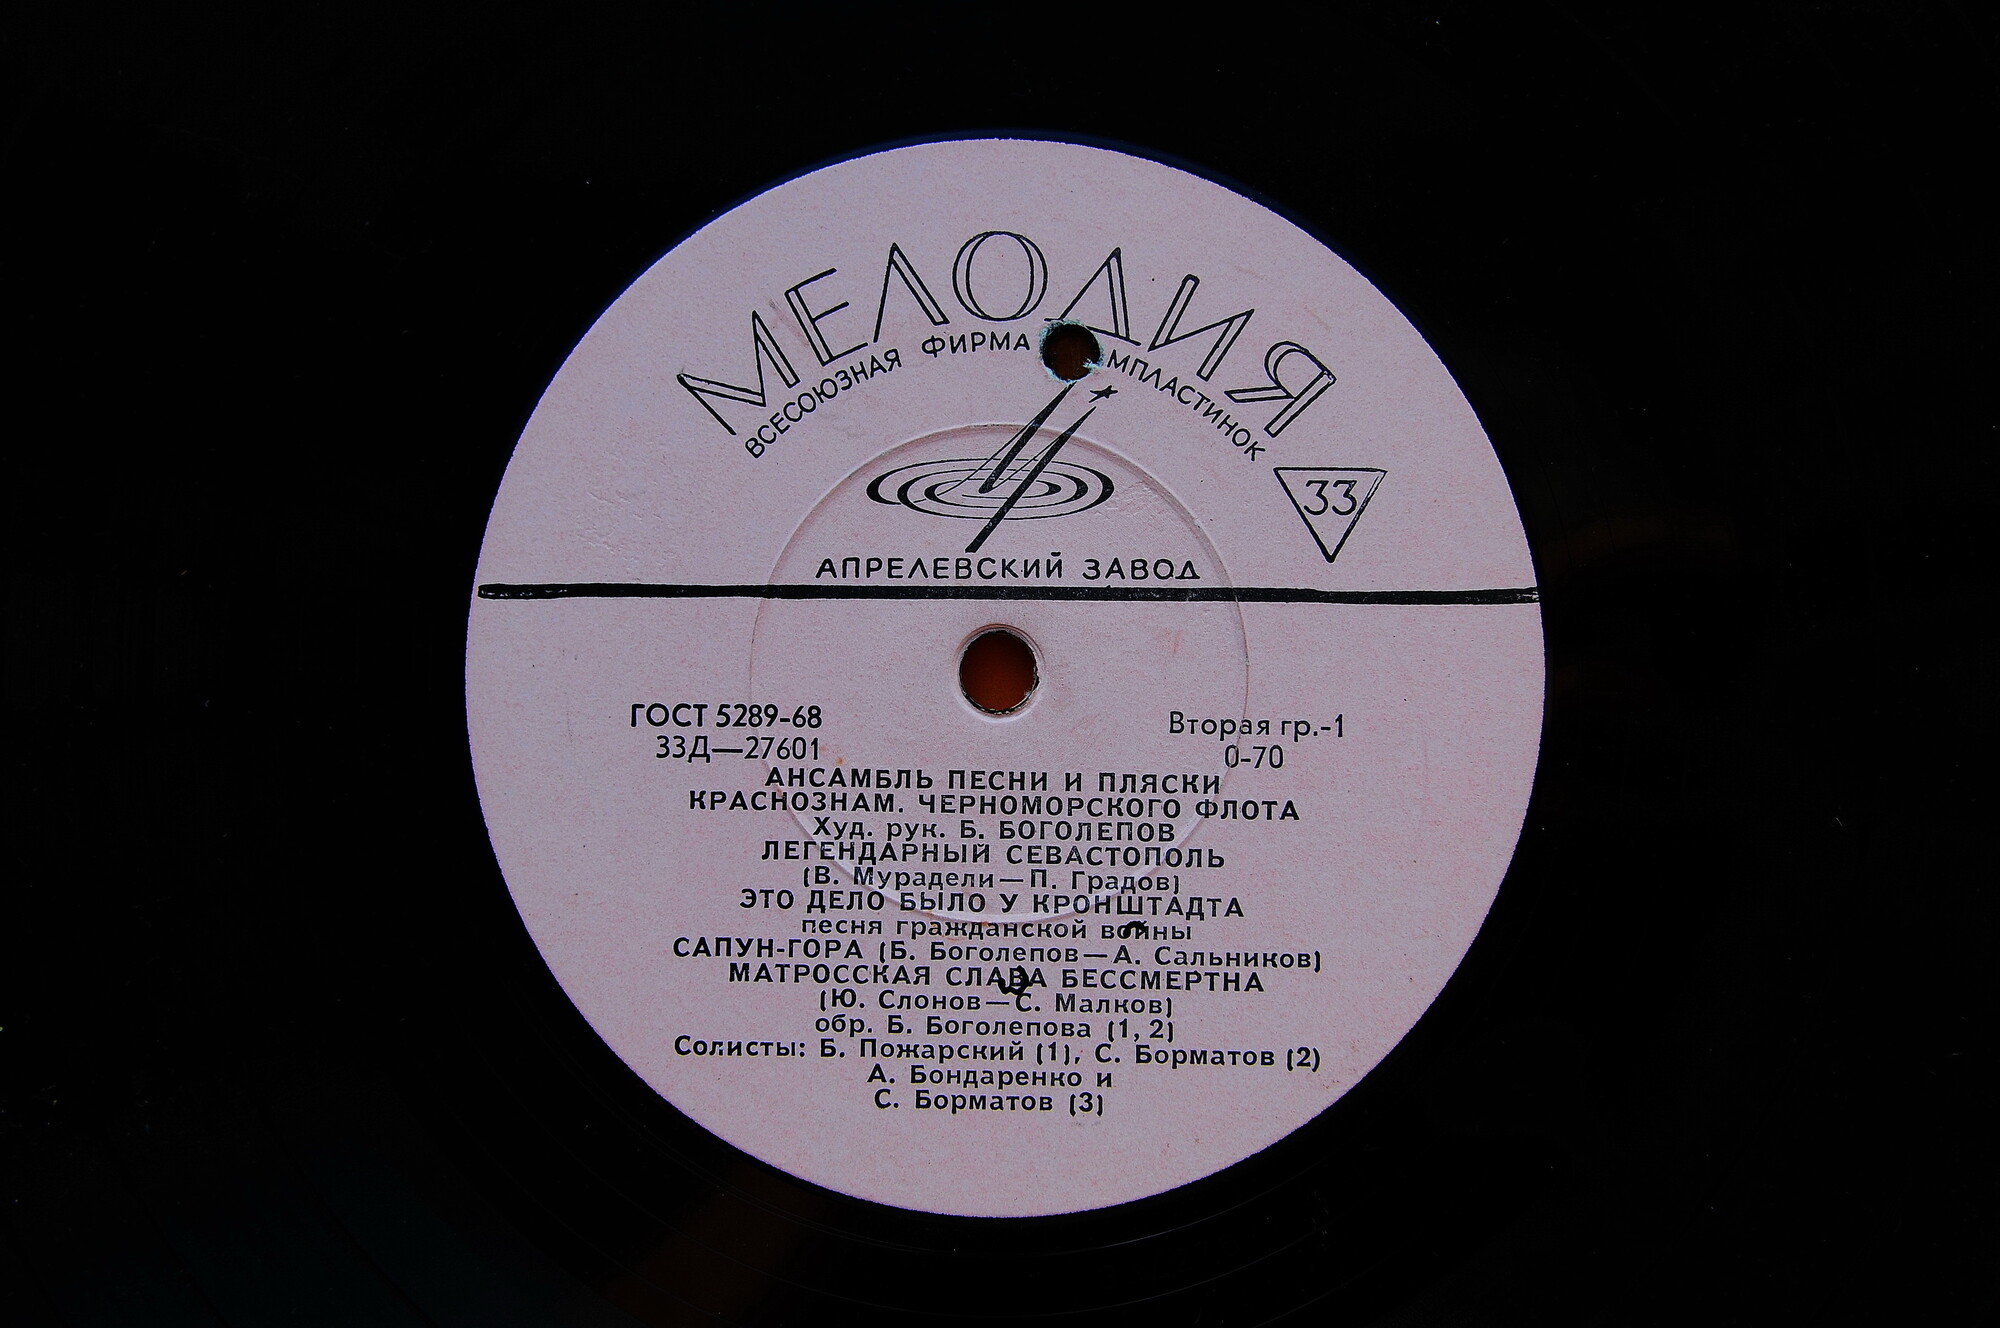 МЕЛОДИЯ
ВСЕСОЮЗНАЯ ФИРМА МПЛАСТИНОК
33
АПРЕЛЕВСКИЙ ЗАВОД
ГОСТ 5289-68
33Д—27601
Вторая гр.-1
0-70
АНСАМБЛЬ ПЕСНИ И ПЛЯСКИ
КРАСНОЗНАМ. ЧЕРНОМОРСКОГО ФЛОТА
Худ. рук. Б. БОГОЛЕПОВ
ЛЕГЕНДАРНЫЙ СЕВАСТОПОЛЬ
(В. Мурадели—П. Градов)
ЭТО ДЕЛО БЫЛО У КРОНШТАДТА
песня гражданской войны
САПУН-ГОРА (Б. Боголепов—А. Сальников)
МАТРОССКАЯ СЛАВА БЕССМЕРТНА
(Ю. Слонов—С. Малков)
обр. Б. Боголепова (1, 2)
Солисты: Б. Пожарский (1), С. Борматов (2)
А. Бондаренко и
С. Борматов (3)